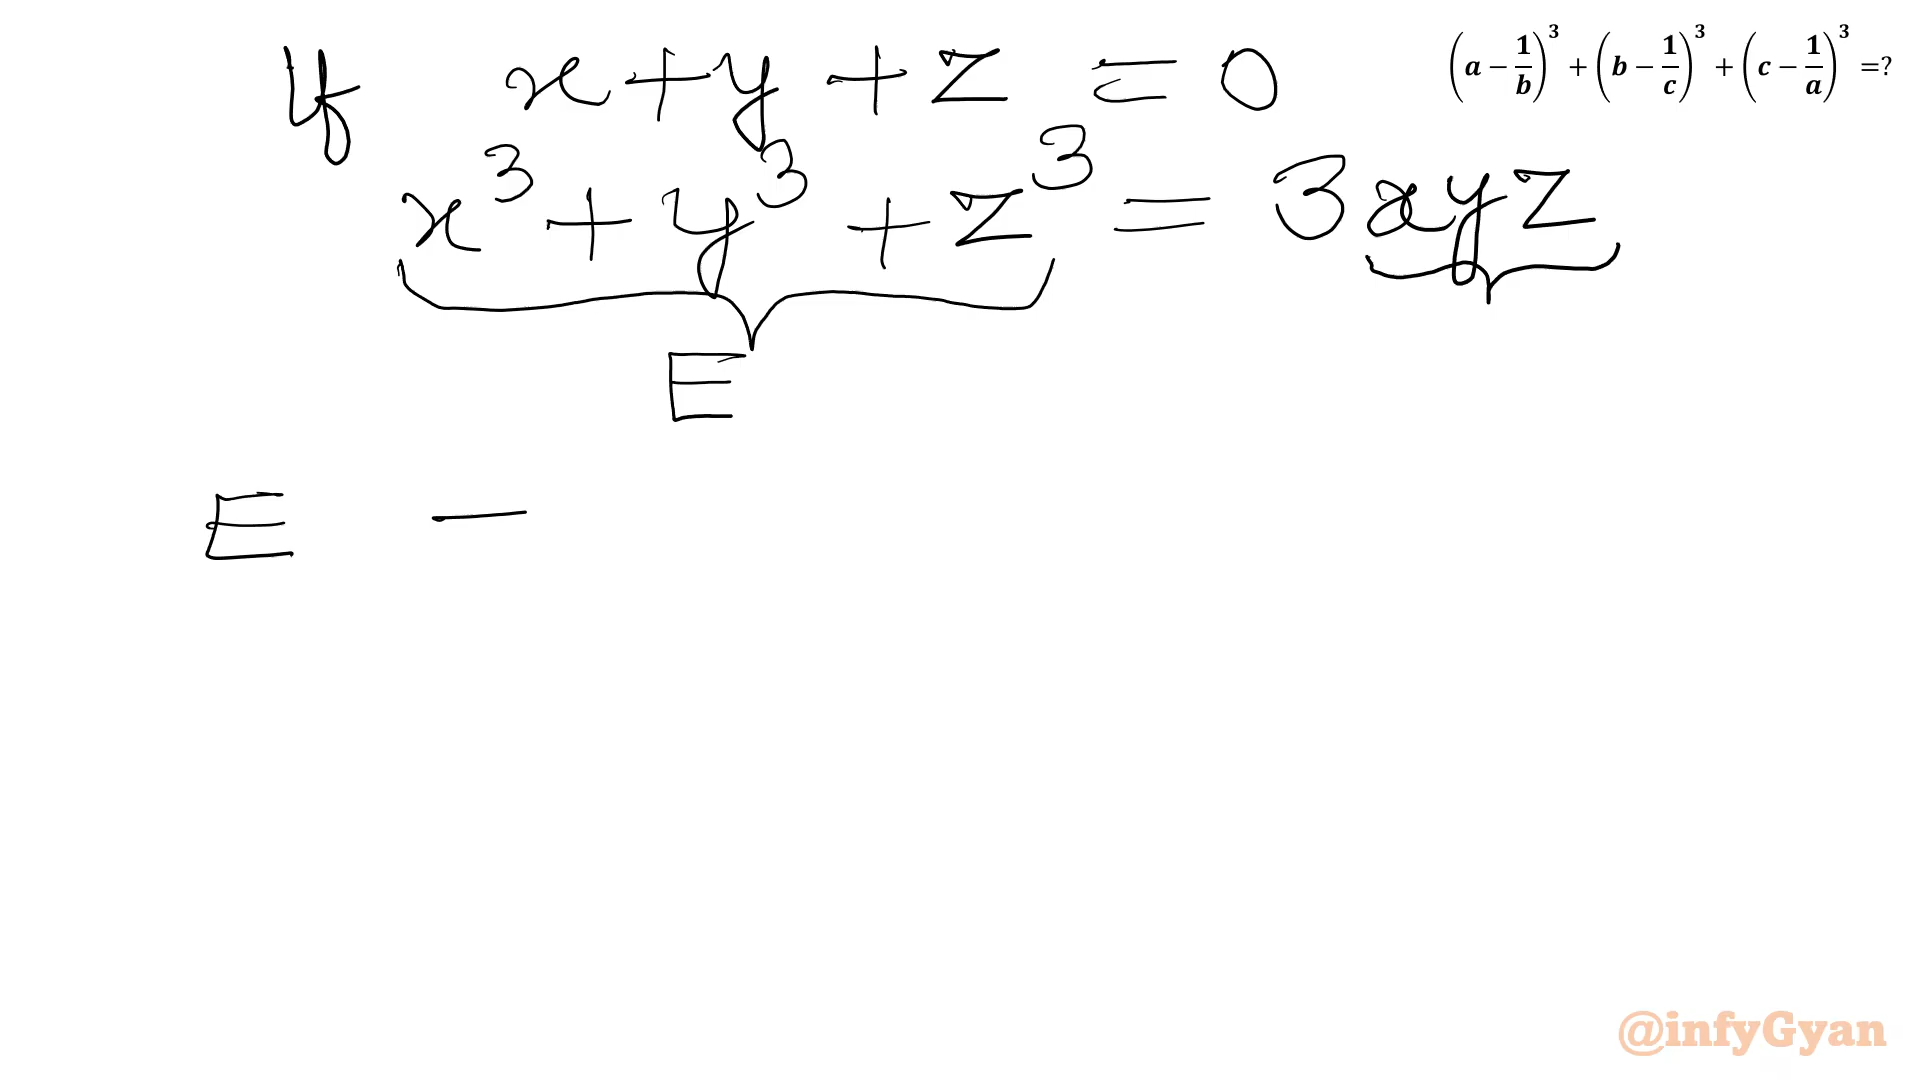 If x + y + z = 0
(a − 1/b)³ + (b − 1/c)³ + (c − 1/a)³ =?
x³ + y³ + z³ = 3xyz
E
E —
@infyGyan